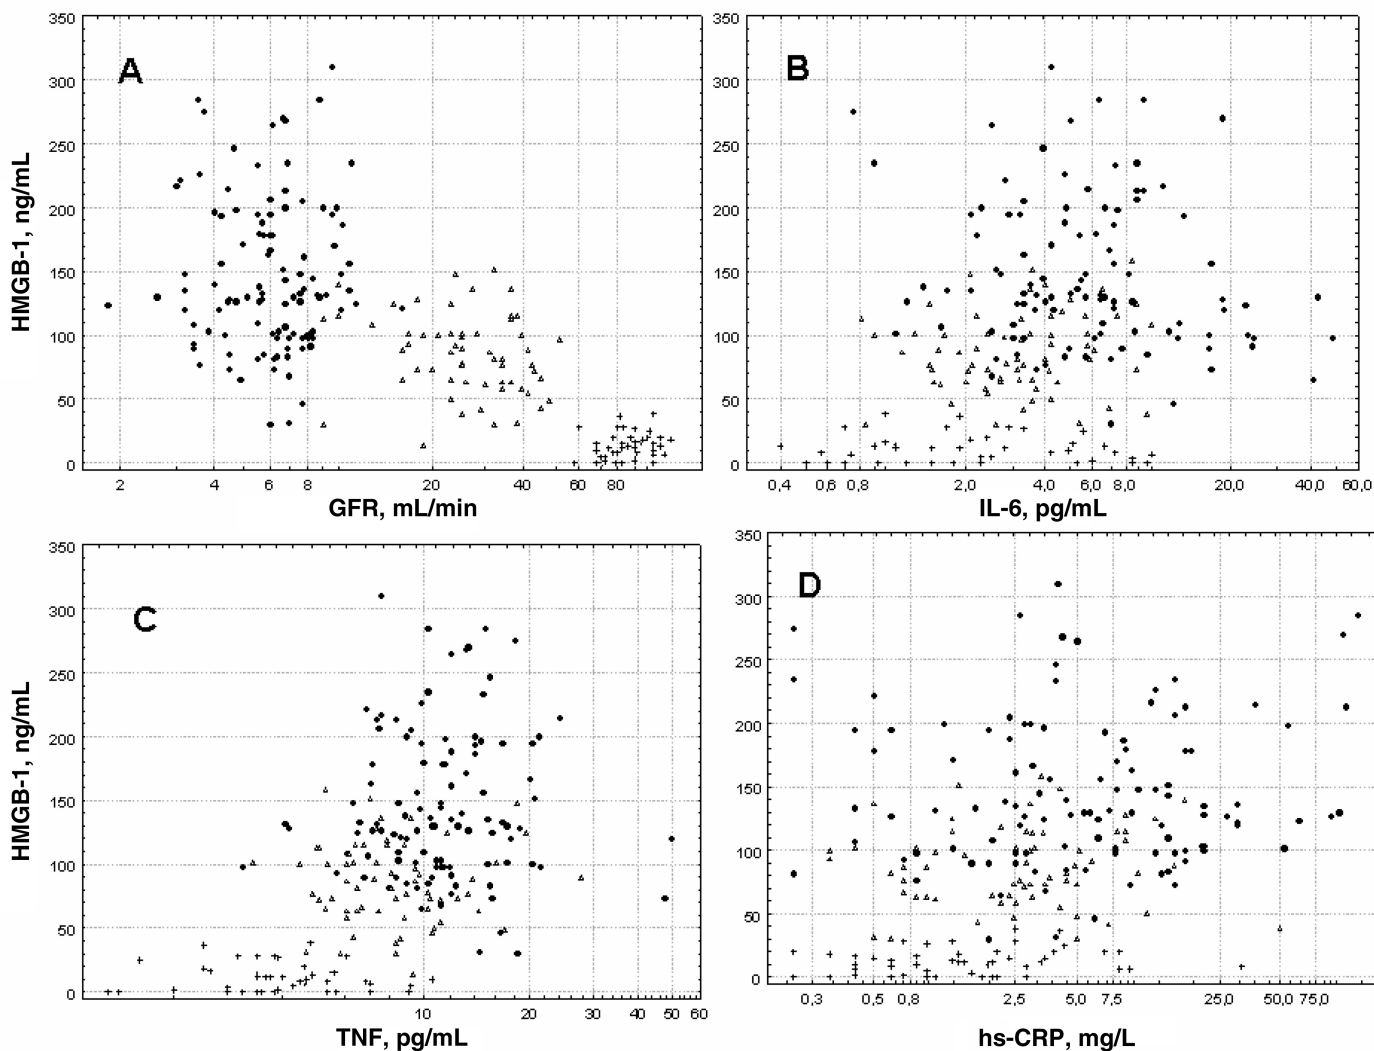 A
HMGB-1, ng/mL
350
300
250
200
150
100
50
0
2 4 6 8 20 40 60 80
GFR, mL/min
B
350
300
250
200
150
100
50
0
0,4 0,6 0,8 2,0 4,0 6,0 8,0 20,0 40,0 60,0
IL-6, pg/mL
C
HMGB-1, ng/mL
350
300
250
200
150
100
50
0
10 20 30 40 50 60
TNF, pg/mL
D
350
300
250
200
150
100
50
0
0,3 0,5 0,8 2,5 5,0 7,5 25,0 50,0 75,0
hs-CRP, mg/L